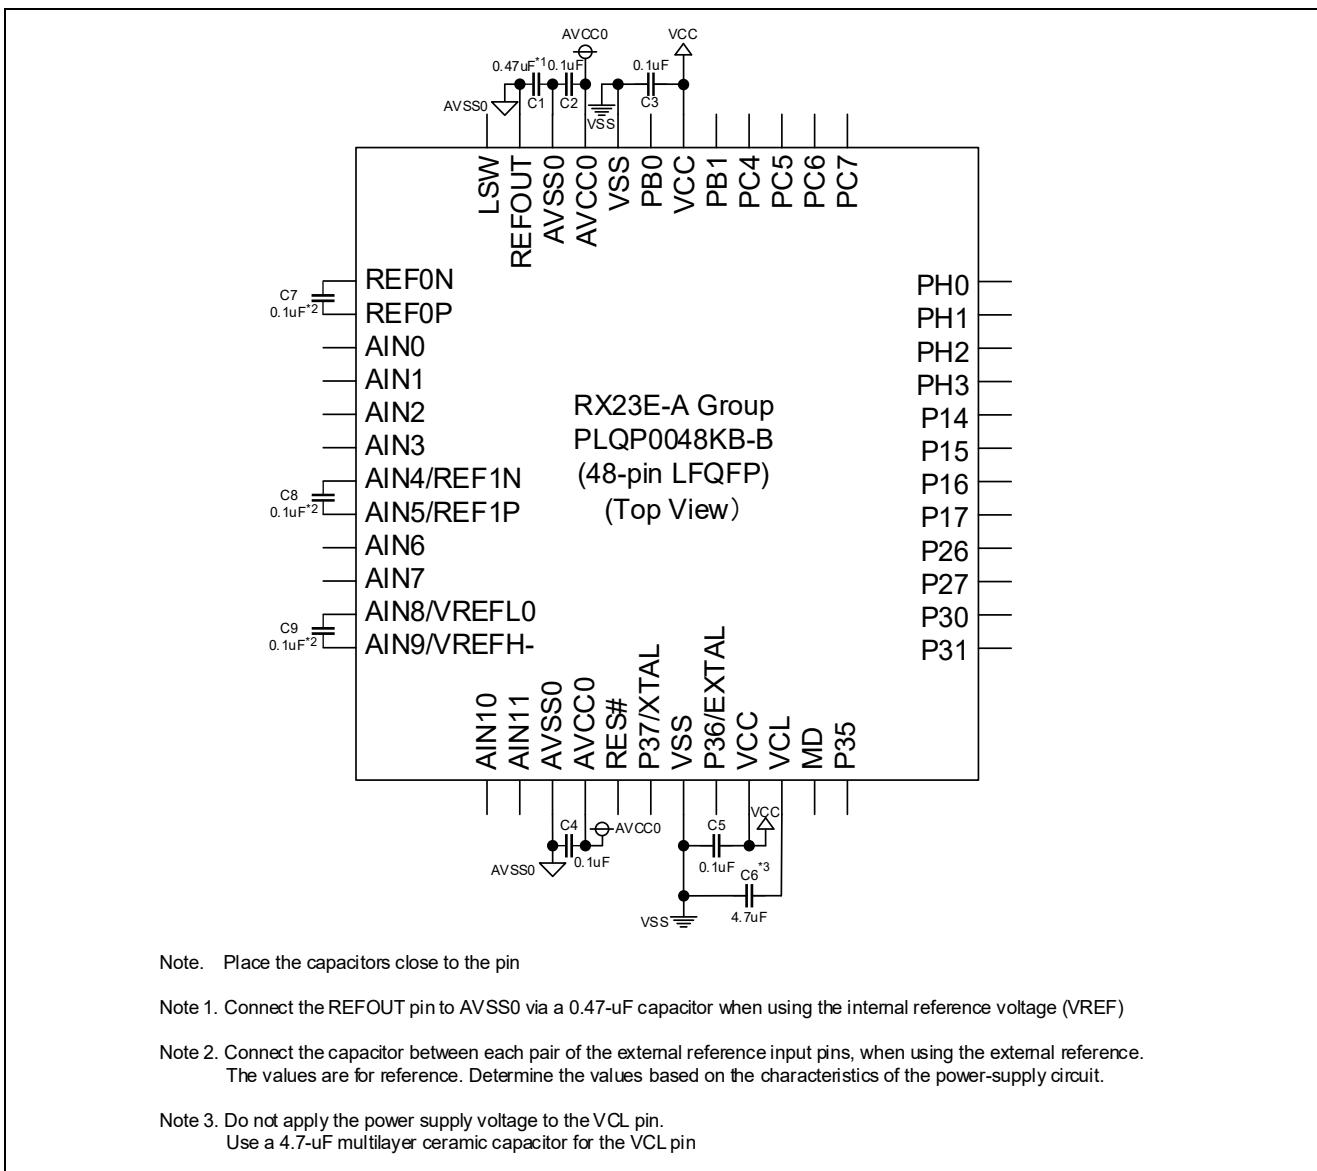 AVCC0
VCC
0.47uF*1 0.1uF
0.1uF
AVSS0
C1
C2
C3
VSS
LSW
REFOUT
AVSS0
AVCC0
VSS
PB0
VCC
PB1
PC4
PC5
PC6
PC7
C7
0.1uF*2
REF0N
REF0P
AIN0
AIN1
AIN2
AIN3
C8
0.1uF*2
AIN4/REF1N
AIN5/REF1P
AIN6
AIN7
C9
0.1uF*2
AIN8/VREFL0
AIN9/VREFH-
RX23E-A Group
PLQP0048KB-B
(48-pin LFQFP)
(Top View)
PH0
PH1
PH2
PH3
P14
P15
P16
P17
P26
P27
P30
P31
AIN10
AIN11
AVSS0
AVCC0
RES#
P37/XTAL
VSS
P36/EXTAL
VCC
VCL
MD
P35
C4
AVCC0
0.1uF
AVSS0
C5
VCC
0.1uF
C6*3
4.7uF
VSS
Note. Place the capacitors close to the pin
Note 1. Connect the REFOUT pin to AVSS0 via a 0.47-uF capacitor when using the internal reference voltage (VREF)
Note 2. Connect the capacitor between each pair of the external reference input pins, when using the external reference.
The values are for reference. Determine the values based on the characteristics of the power-supply circuit.
Note 3. Do not apply the power supply voltage to the VCL pin.
Use a 4.7-uF multilayer ceramic capacitor for the VCL pin